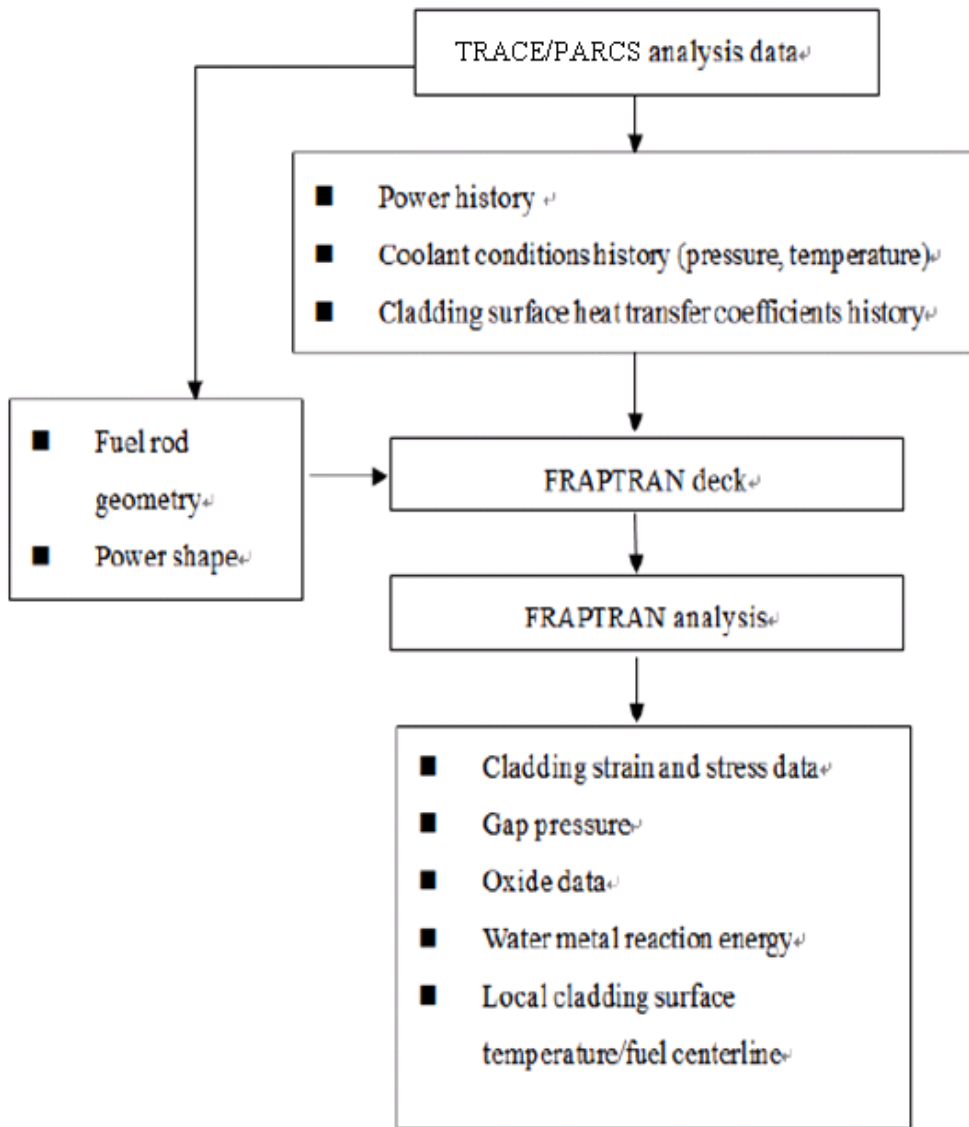 TRACE/PARCS analysis data↵
■ Power history ↵
■ Coolant conditions history (pressure, temperature)↵
■ Cladding surface heat transfer coefficients history↵
■ Fuel rod
geometry↵
■ Power shape↵
FRAPTRAN deck↵
FRAPTRAN analysis↵
■ Cladding strain and stress data↵
■ Gap pressure↵
■ Oxide data↵
■ Water metal reaction energy↵
■ Local cladding surface
temperature/fuel centerline↵